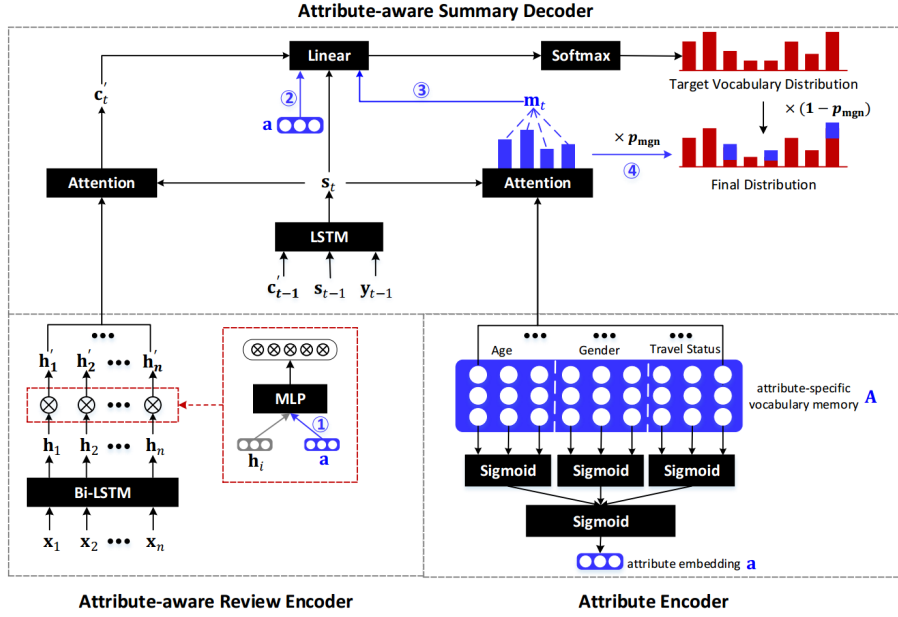 Attribute-aware Summary Decoder
Linear
Softmax
Target Vocabulary Distribution
c′t
②
③
a
mt
× (1 − pmgn)
× pmgn
④
Attention
st
Attention
Final Distribution
LSTM
c′t−1 st−1 yt−1
•••
•••
•••
•••
Age
Gender
Travel Status
h′1 h′2 ••• h′n
•••
MLP
attribute-specific
vocabulary memory A
①
h1 h2 ••• hn
hi
a
Sigmoid
Sigmoid
Sigmoid
Bi-LSTM
Sigmoid
x1 x2 ••• xn
attribute embedding a
Attribute-aware Review Encoder
Attribute Encoder